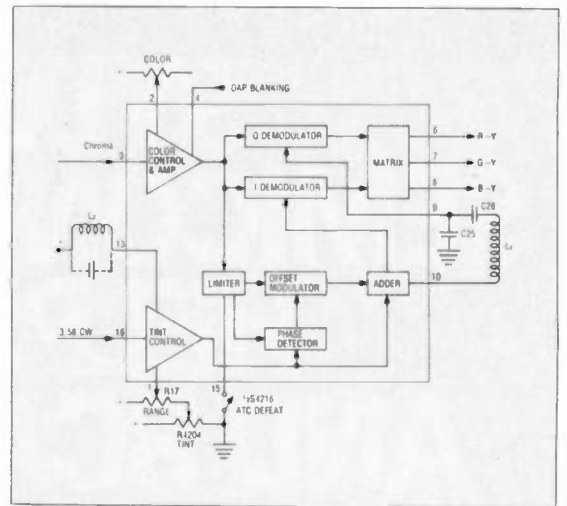 COLOR
2
4
DAP BLANKING
Chroma
3
COLOR
CONTROL
& AMP
Q DEMODULATOR
I DEMODULATOR
MATRIX
6
R-Y
7
G-Y
8
B-Y
9
C28
C25
10
13
LIMITER
OFFSET
MODULATOR
ADDER
PHASE
DETECTOR
3.58 CW
16
TINT
CONTROL
1
R17
RANGE
R4204
TINT
15
ATC DEFEAT